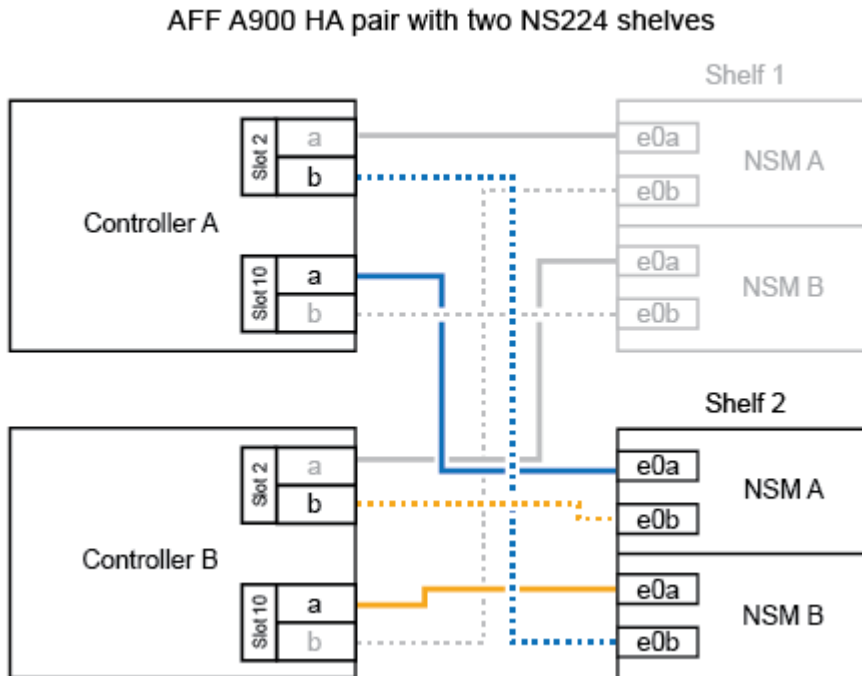 AFF A900 HA pair with two NS224 shelves
Shelf 1
Slot 2
a
b
Controller A
Slot 10
a
b
e0a
NSM A
e0b
e0a
NSM B
e0b
Shelf 2
Slot 2
a
b
Controller B
Slot 10
a
b
e0a
NSM A
e0b
e0a
NSM B
e0b